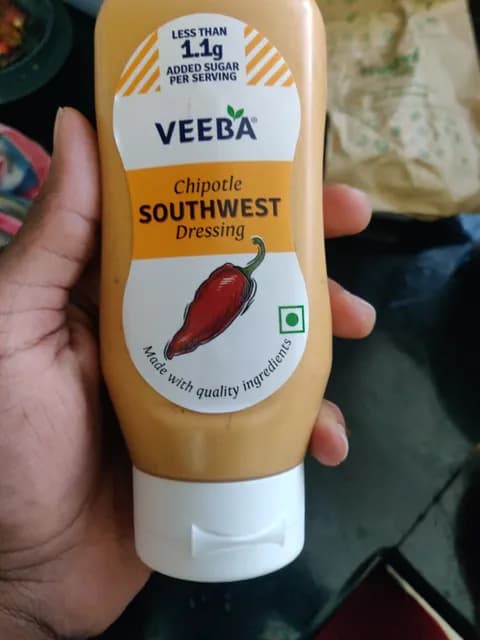 LESS THAN
1.1g
ADDED SUGAR
PER SERVING
VEEBA
Chipotle
SOUTHWEST
Dressing
Made with quality ingredients